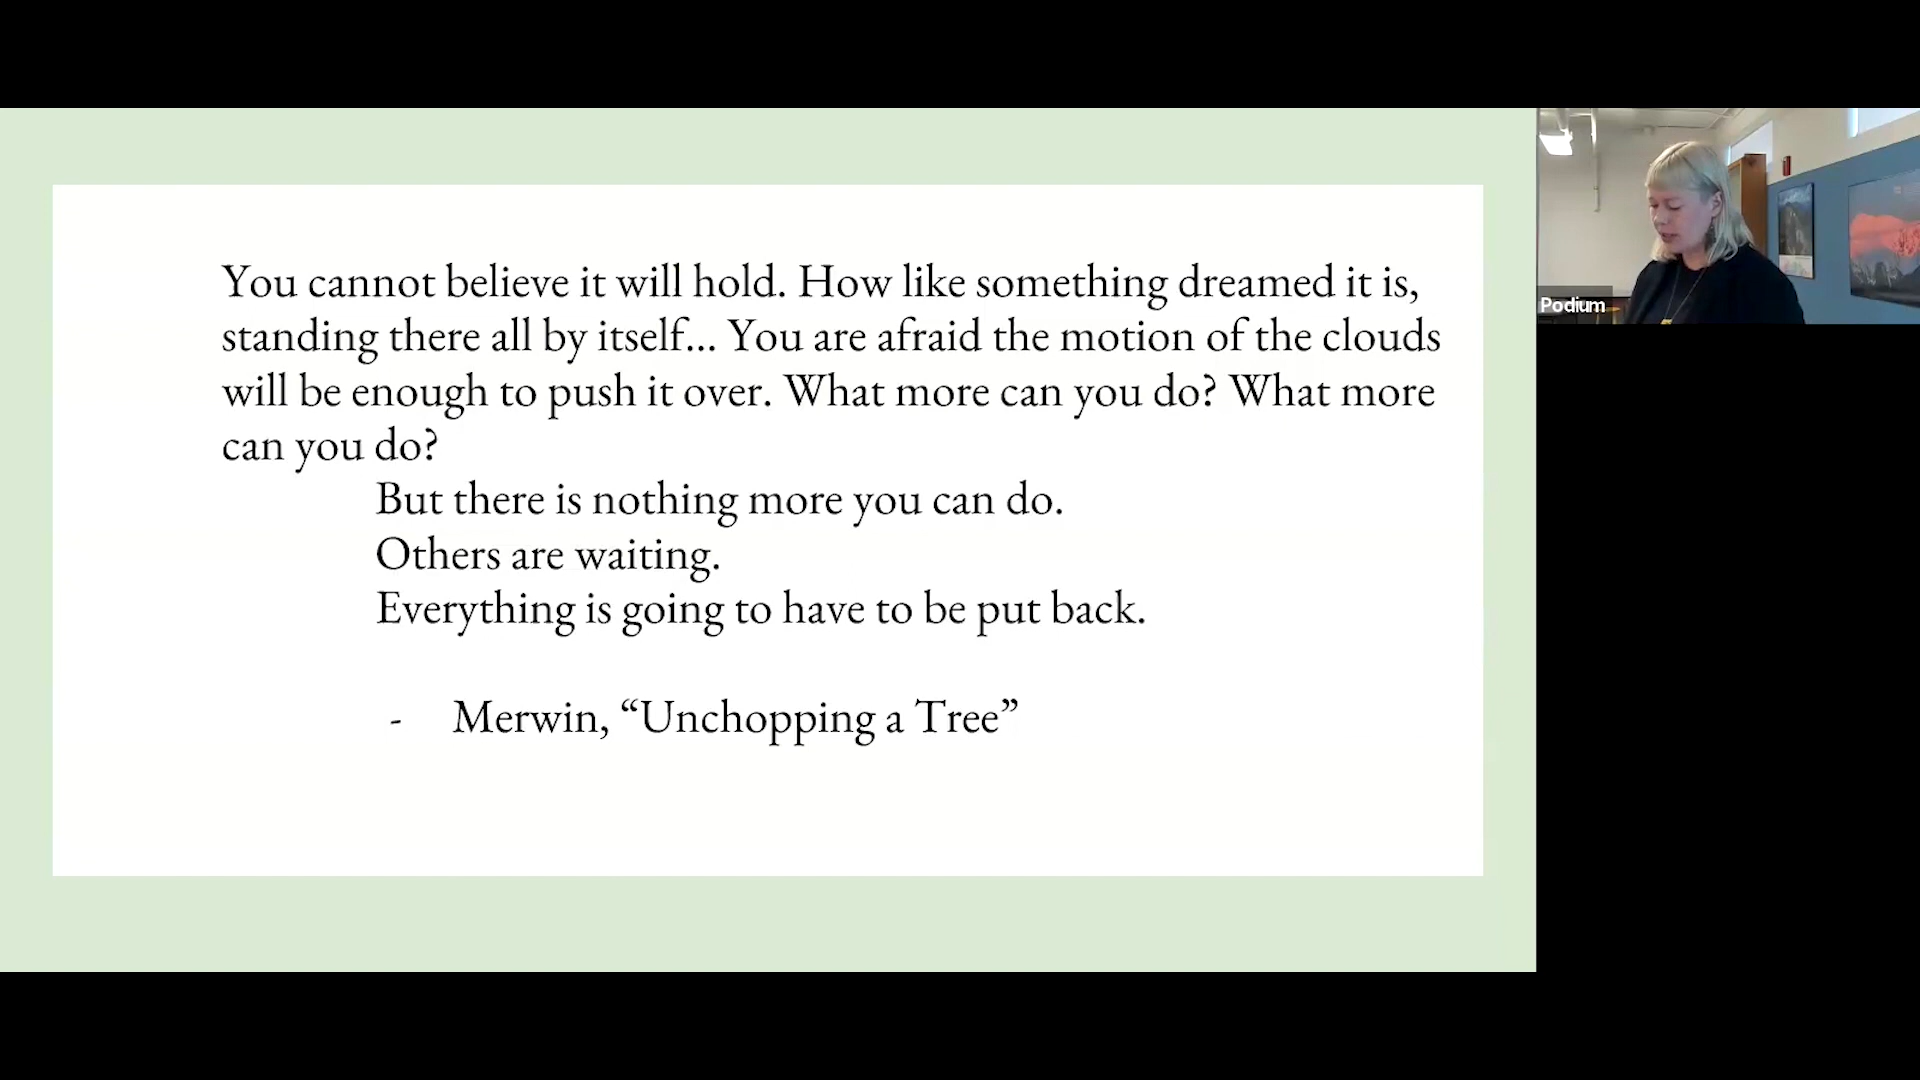 You cannot believe it will hold. How like something dreamed it is,
standing there all by itself... You are afraid the motion of the clouds
will be enough to push it over. What more can you do? What more
can you do?
But there is nothing more you can do.
Others are waiting.
Everything is going to have to be put back.
- Merwin, “Unchopping a Tree”
Podium